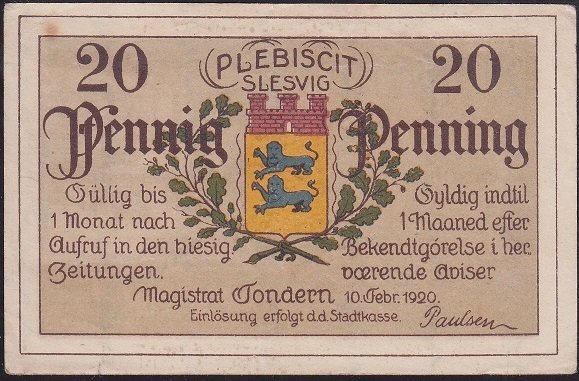 20 PLEBISCIT 20
SLESVIG
Pfennig Penning
Gültig bis Gyldig indtil
1 Monat nach 1 Maaned efter
Aufruf in den hiesig. Bekendtgórelse i her.
Zeitungen. værende Aviser
Magistrat Tondern 10. Febr. 1920.
Einlösung erfolgt d.d. Stadtkasse. Paulsen